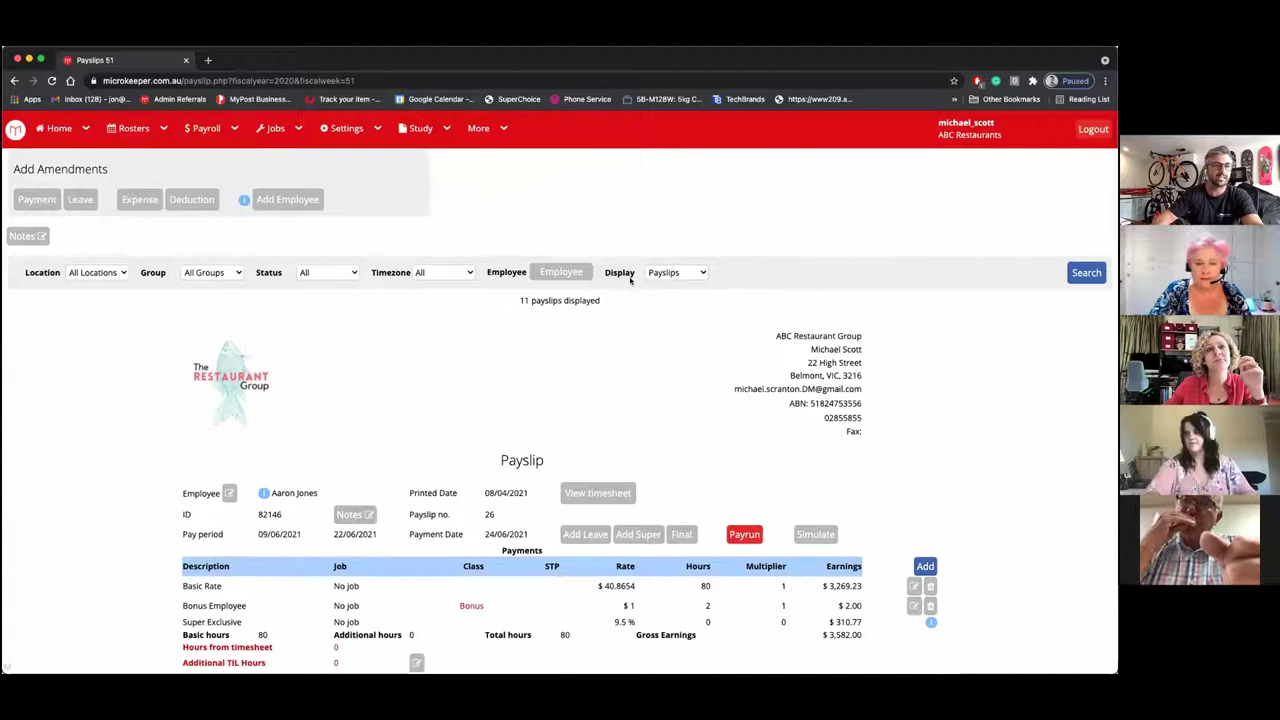 Payslips 51
microkeeper.com.au/payslip.php?fiscalyear=2020&fiscalweek=51
Paused
Apps Inbox (128) - jon@... Admin Referrals MyPost Business... Track your item - ... Google Calendar - ... SuperChoice Phone Service 5B-M128W: 5kg C... TechBrands https://www209.a... » Other Bookmarks Reading List
Home Rosters $ Payroll Jobs Settings Study More
michael_scott
ABC Restaurants
Logout
Add Amendments
Payment Leave Expense Deduction Add Employee
Notes
Location All Locations Group All Groups Status All Timezone All Employee Employee Display Payslips Search
11 payslips displayed
The
RESTAURANT
Group
ABC Restaurant Group
Michael Scott
22 High Street
Belmont, VIC, 3216
michael.scranton.DM@gmail.com
ABN: 51824753556
02855855
Fax:
Payslip
Employee Aaron Jones Printed Date 08/04/2021 View timesheet
ID 82146 Notes Payslip no. 26
Pay period 09/06/2021 22/06/2021 Payment Date 24/06/2021 Add Leave Add Super Final Payrun Simulate
Payments
Description Job Class STP Rate Hours Multiplier Earnings Add
Basic Rate No job $ 40.8654 80 1 $ 3,269.23
Bonus Employee No job Bonus $ 1 2 1 $ 2.00
Super Exclusive No job 9.5 % 0 0 $ 310.77
Basic hours 80 Additional hours 0 Total hours 80 Gross Earnings $ 3,582.00
Hours from timesheet 0
Additional TIL Hours 0